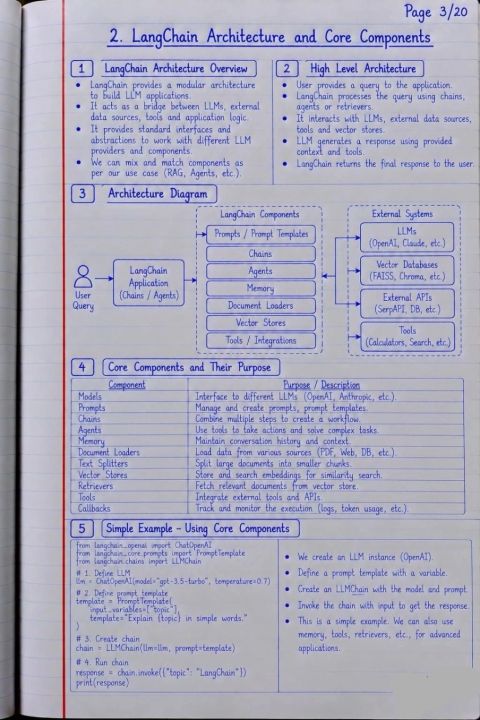 Page 3/20
2. LangChain Architecture and Core Components
1 LangChain Architecture Overview
• LangChain provides a modular architecture
to build LLM applications.
• It acts as a bridge between LLMs, external
data sources, tools and application logic.
• It provides standard interfaces and
abstractions to work with different LLM
providers and components.
• We can mix and match components as
per our use case (RAG, Agents, etc.).
2 High Level Architecture
• User provides a query to the application.
• LangChain processes the query using chains,
agents or retrievers.
• It interacts with LLMs, external data sources,
tools and vector stores.
• LLM generates a response using provided
context and tools.
• LangChain returns the final response to the user.
3 Architecture Diagram
User
Query
LangChain
Application
(Chains / Agents)
LangChain Components
Prompts / Prompt Templates
Chains
Agents
Memory
Document Loaders
Vector Stores
Tools / Integrations
External Systems
LLMs
(OpenAI, Claude, etc.)
Vector Databases
(FAISS, Chroma, etc.)
External APIs
(SerpAPI, DB, etc.)
Tools
(Calculators, Search, etc.)
4 Core Components and Their Purpose
Component Purpose / Description
Models Interface to different LLMs (OpenAI, Anthropic, etc.).
Prompts Manage and create prompts, prompt templates.
Chains Combine multiple steps to create a workflow.
Agents Use tools to take actions and solve complex tasks.
Memory Maintain conversation history and context.
Document Loaders Load data from various sources (PDF, Web, DB, etc.).
Text Splitters Split large documents into smaller chunks.
Vector Stores Store and search embeddings for similarity search.
Retrievers Fetch relevant documents from vector store.
Tools Integrate external tools and APIs.
Callbacks Track and monitor the execution (logs, token usage, etc.).
5 Simple Example - Using Core Components
from langchain_openai import ChatOpenAI
from langchain_core.prompts import PromptTemplate
from langchain.chains import LLMChain
# 1. Define LLM
llm = ChatOpenAI(model="gpt-3.5-turbo", temperature=0.7)
# 2. Define prompt template
template = PromptTemplate(
input_variables=["topic"],
template="Explain {topic} in simple words."
)
# 3. Create chain
chain = LLMChain(llm=llm, prompt=template)
# 4. Run chain
response = chain.invoke({"topic": "LangChain"})
print(response)
• We create an LLM instance (OpenAI).
• Define a prompt template with a variable.
• Create an LLMChain with the model and prompt.
• Invoke the chain with input to get the response.
• This is a simple example. We can also use
memory, tools, retrievers, etc., for advanced
applications.